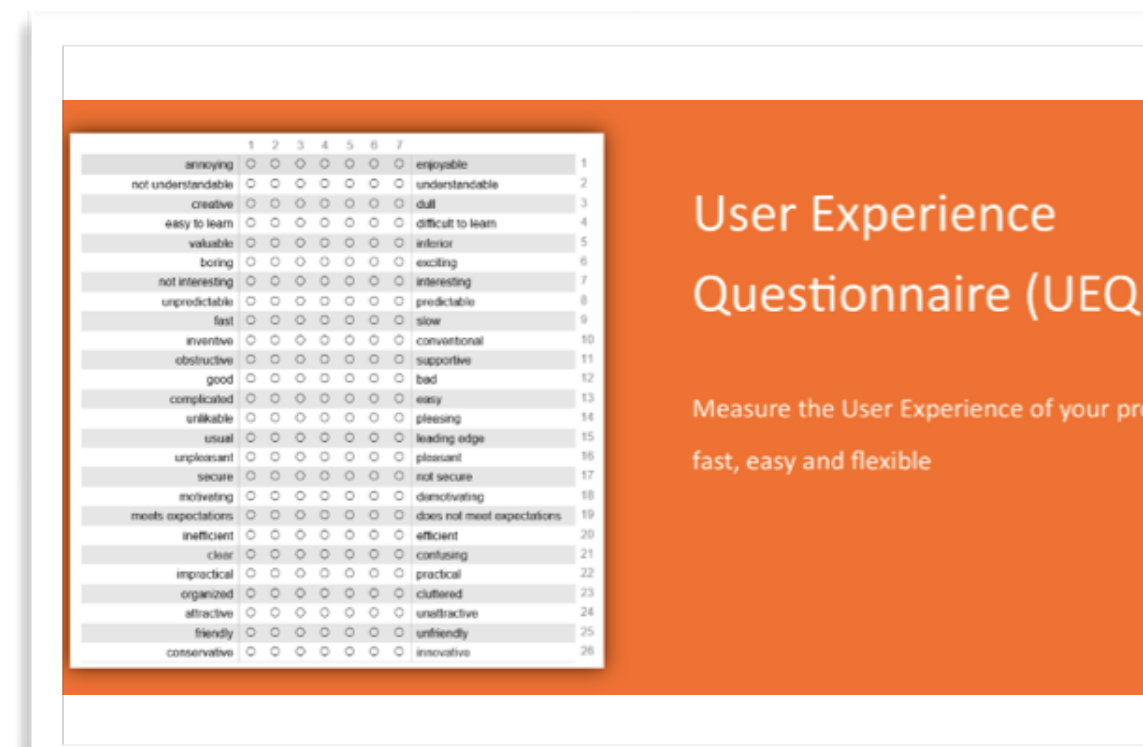 1 2 3 4 5 6 7
annoying ○ ○ ○ ○ ○ ○ ○ enjoyable 1
not understandable ○ ○ ○ ○ ○ ○ ○ understandable 2
creative ○ ○ ○ ○ ○ ○ ○ dull 3
easy to learn ○ ○ ○ ○ ○ ○ ○ difficult to learn 4
valuable ○ ○ ○ ○ ○ ○ ○ inferior 5
boring ○ ○ ○ ○ ○ ○ ○ exciting 6
not interesting ○ ○ ○ ○ ○ ○ ○ interesting 7
unpredictable ○ ○ ○ ○ ○ ○ ○ predictable 8
fast ○ ○ ○ ○ ○ ○ ○ slow 9
inventive ○ ○ ○ ○ ○ ○ ○ conventional 10
obstructive ○ ○ ○ ○ ○ ○ ○ supportive 11
good ○ ○ ○ ○ ○ ○ ○ bad 12
complicated ○ ○ ○ ○ ○ ○ ○ easy 13
unlikable ○ ○ ○ ○ ○ ○ ○ pleasing 14
usual ○ ○ ○ ○ ○ ○ ○ leading edge 15
unpleasant ○ ○ ○ ○ ○ ○ ○ pleasant 16
secure ○ ○ ○ ○ ○ ○ ○ not secure 17
motivating ○ ○ ○ ○ ○ ○ ○ demotivating 18
meets expectations ○ ○ ○ ○ ○ ○ ○ does not meet expectations 19
inefficient ○ ○ ○ ○ ○ ○ ○ efficient 20
clear ○ ○ ○ ○ ○ ○ ○ confusing 21
impractical ○ ○ ○ ○ ○ ○ ○ practical 22
organized ○ ○ ○ ○ ○ ○ ○ cluttered 23
attractive ○ ○ ○ ○ ○ ○ ○ unattractive 24
friendly ○ ○ ○ ○ ○ ○ ○ unfriendly 25
conservative ○ ○ ○ ○ ○ ○ ○ innovative 26
User Experience
Questionnaire (UEQ
Measure the User Experience of your
fast, easy and flexible